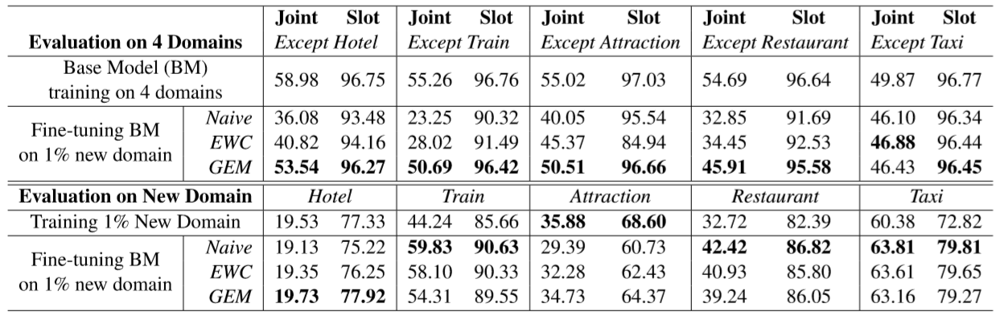 Joint Slot Joint Slot Joint Slot Joint Slot Joint Slot
Evaluation on 4 Domains Except Hotel Except Train Except Attraction Except Restaurant Except Taxi
Base Model (BM)
training on 4 domains 58.98 96.75 55.26 96.76 55.02 97.03 54.69 96.64 49.87 96.77
Fine-tuning BM
on 1% new domain
Naive 36.08 93.48 23.25 90.32 40.05 95.54 32.85 91.69 46.10 96.34
EWC 40.82 94.16 28.02 91.49 45.37 84.94 34.45 92.53 46.88 96.44
GEM 53.54 96.27 50.69 96.42 50.51 96.66 45.91 95.58 46.43 96.45
Evaluation on New Domain Hotel Train Attraction Restaurant Taxi
Training 1% New Domain 19.53 77.33 44.24 85.66 35.88 68.60 32.72 82.39 60.38 72.82
Fine-tuning BM
on 1% new domain
Naive 19.13 75.22 59.83 90.63 29.39 60.73 42.42 86.82 63.81 79.81
EWC 19.35 76.25 58.10 90.33 32.28 62.43 40.93 85.80 63.61 79.65
GEM 19.73 77.92 54.31 89.55 34.73 64.37 39.24 86.05 63.16 79.27